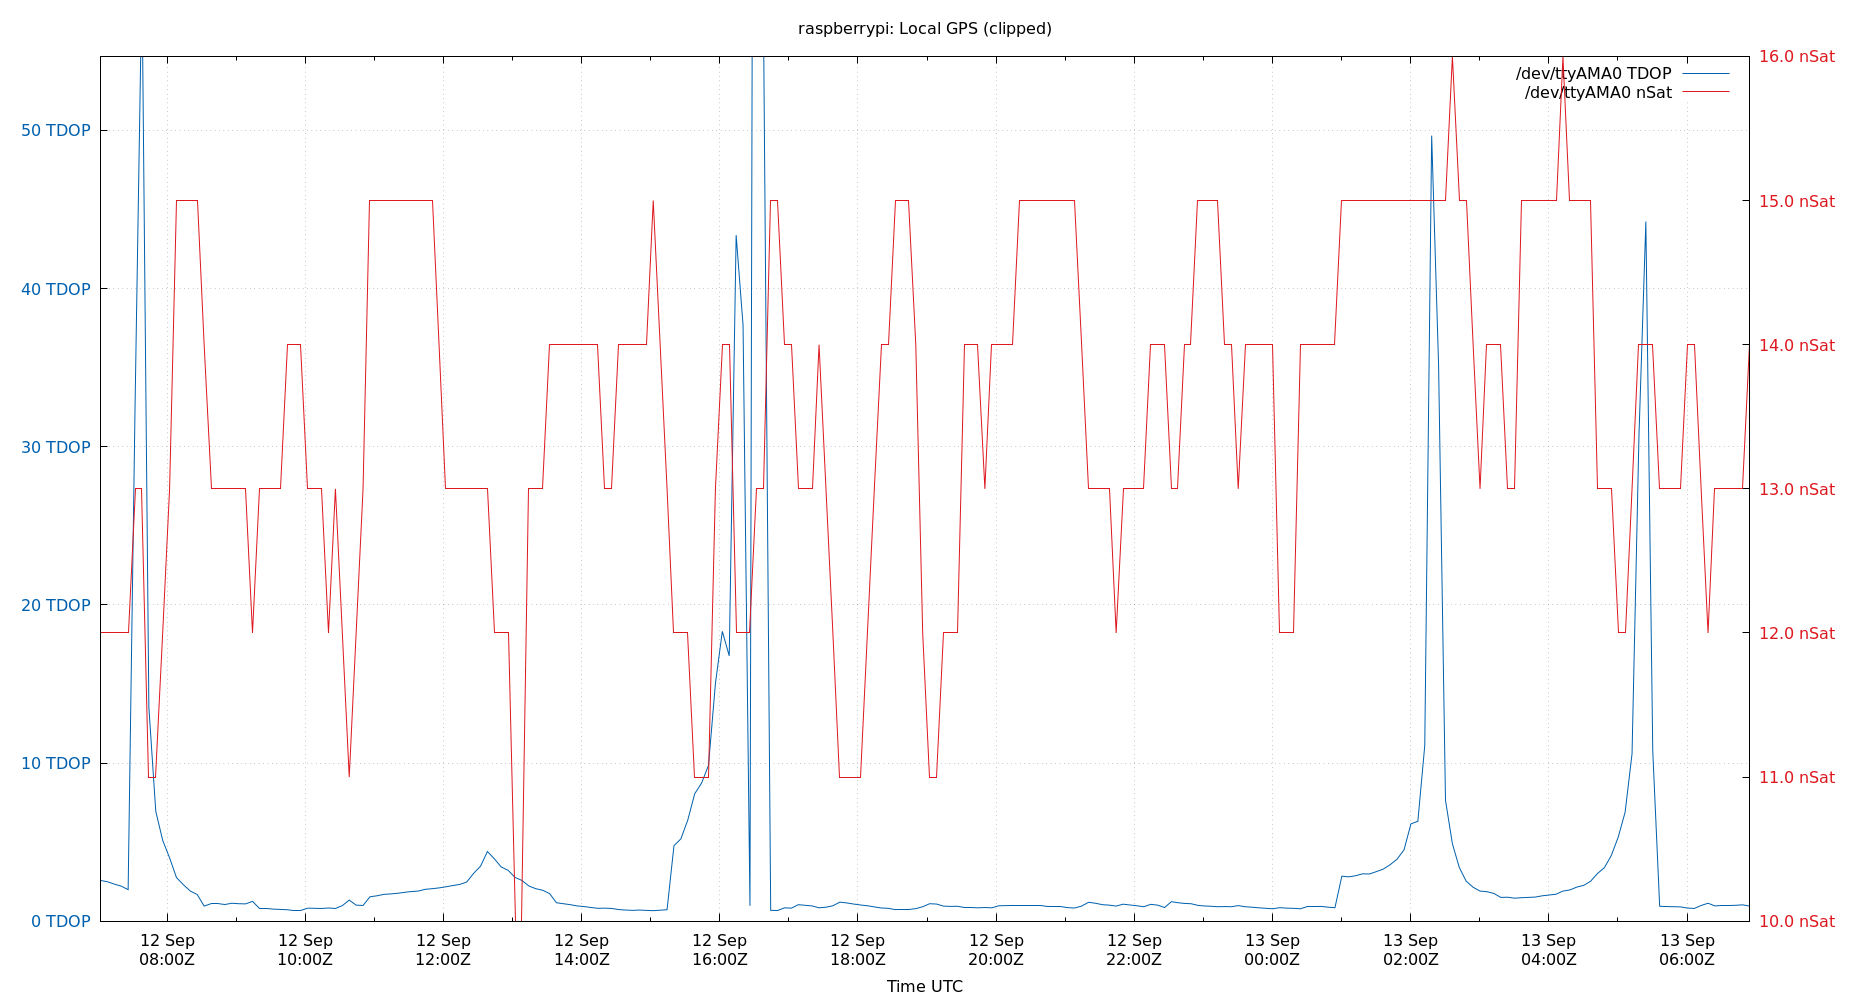 raspberrypi: Local GPS (clipped)
16.0 nSat
/dev/ttyAMA0 TDOP
/dev/ttyAMA0 nSat
50 TDOP
15.0 nSat
40 TDOP
14.0 nSat
30 TDOP
13.0 nSat
20 TDOP
12.0 nSat
10 TDOP
11.0 nSat
0 TDOP
10.0 nSat
12 Sep 12 Sep 12 Sep 12 Sep 12 Sep 12 Sep 12 Sep 12 Sep 13 Sep 13 Sep 13 Sep 13 Sep
08:00Z 10:00Z 12:00Z 14:00Z 16:00Z 18:00Z 20:00Z 22:00Z 00:00Z 02:00Z 04:00Z 06:00Z
Time UTC